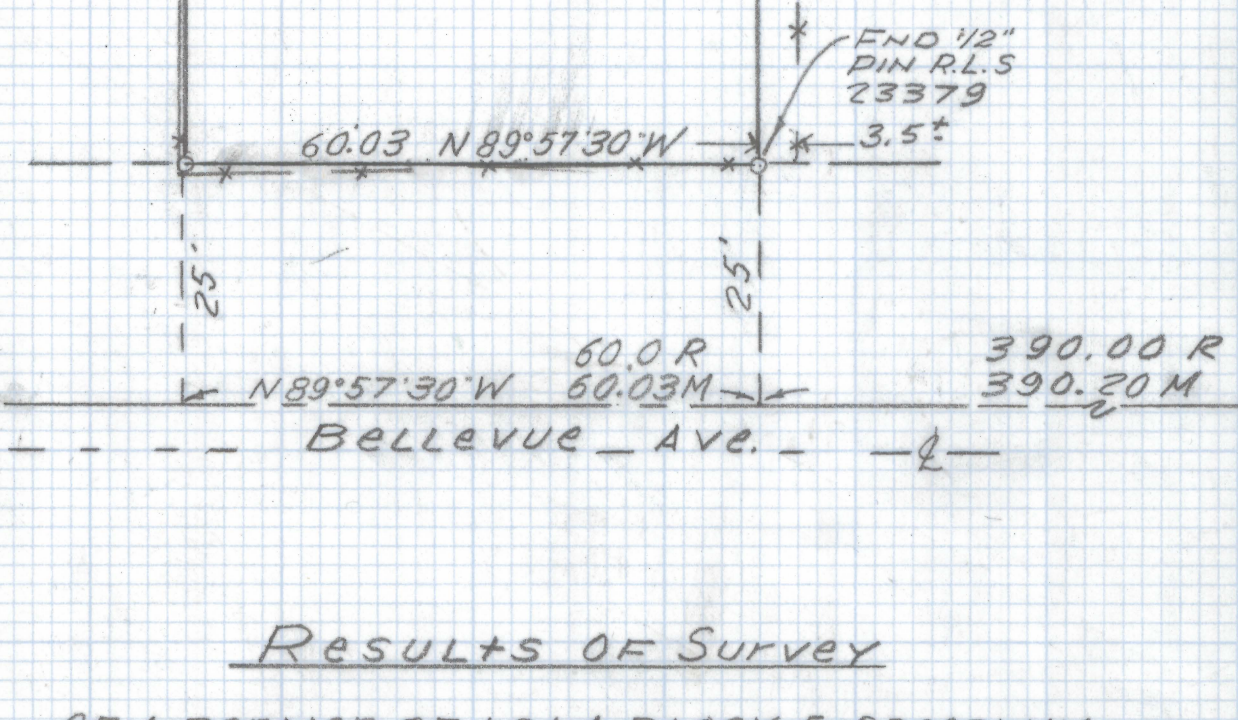 FND 1/2"
PIN R.L.S
23379
60.03 N 89°57'30"W
3.5±
25'
25'
60.0 R
390.00 R
N89°57'30"W 60.03M
390.20 M
BELLEVUE AVE.
℄
RESULTS OF SURVEY